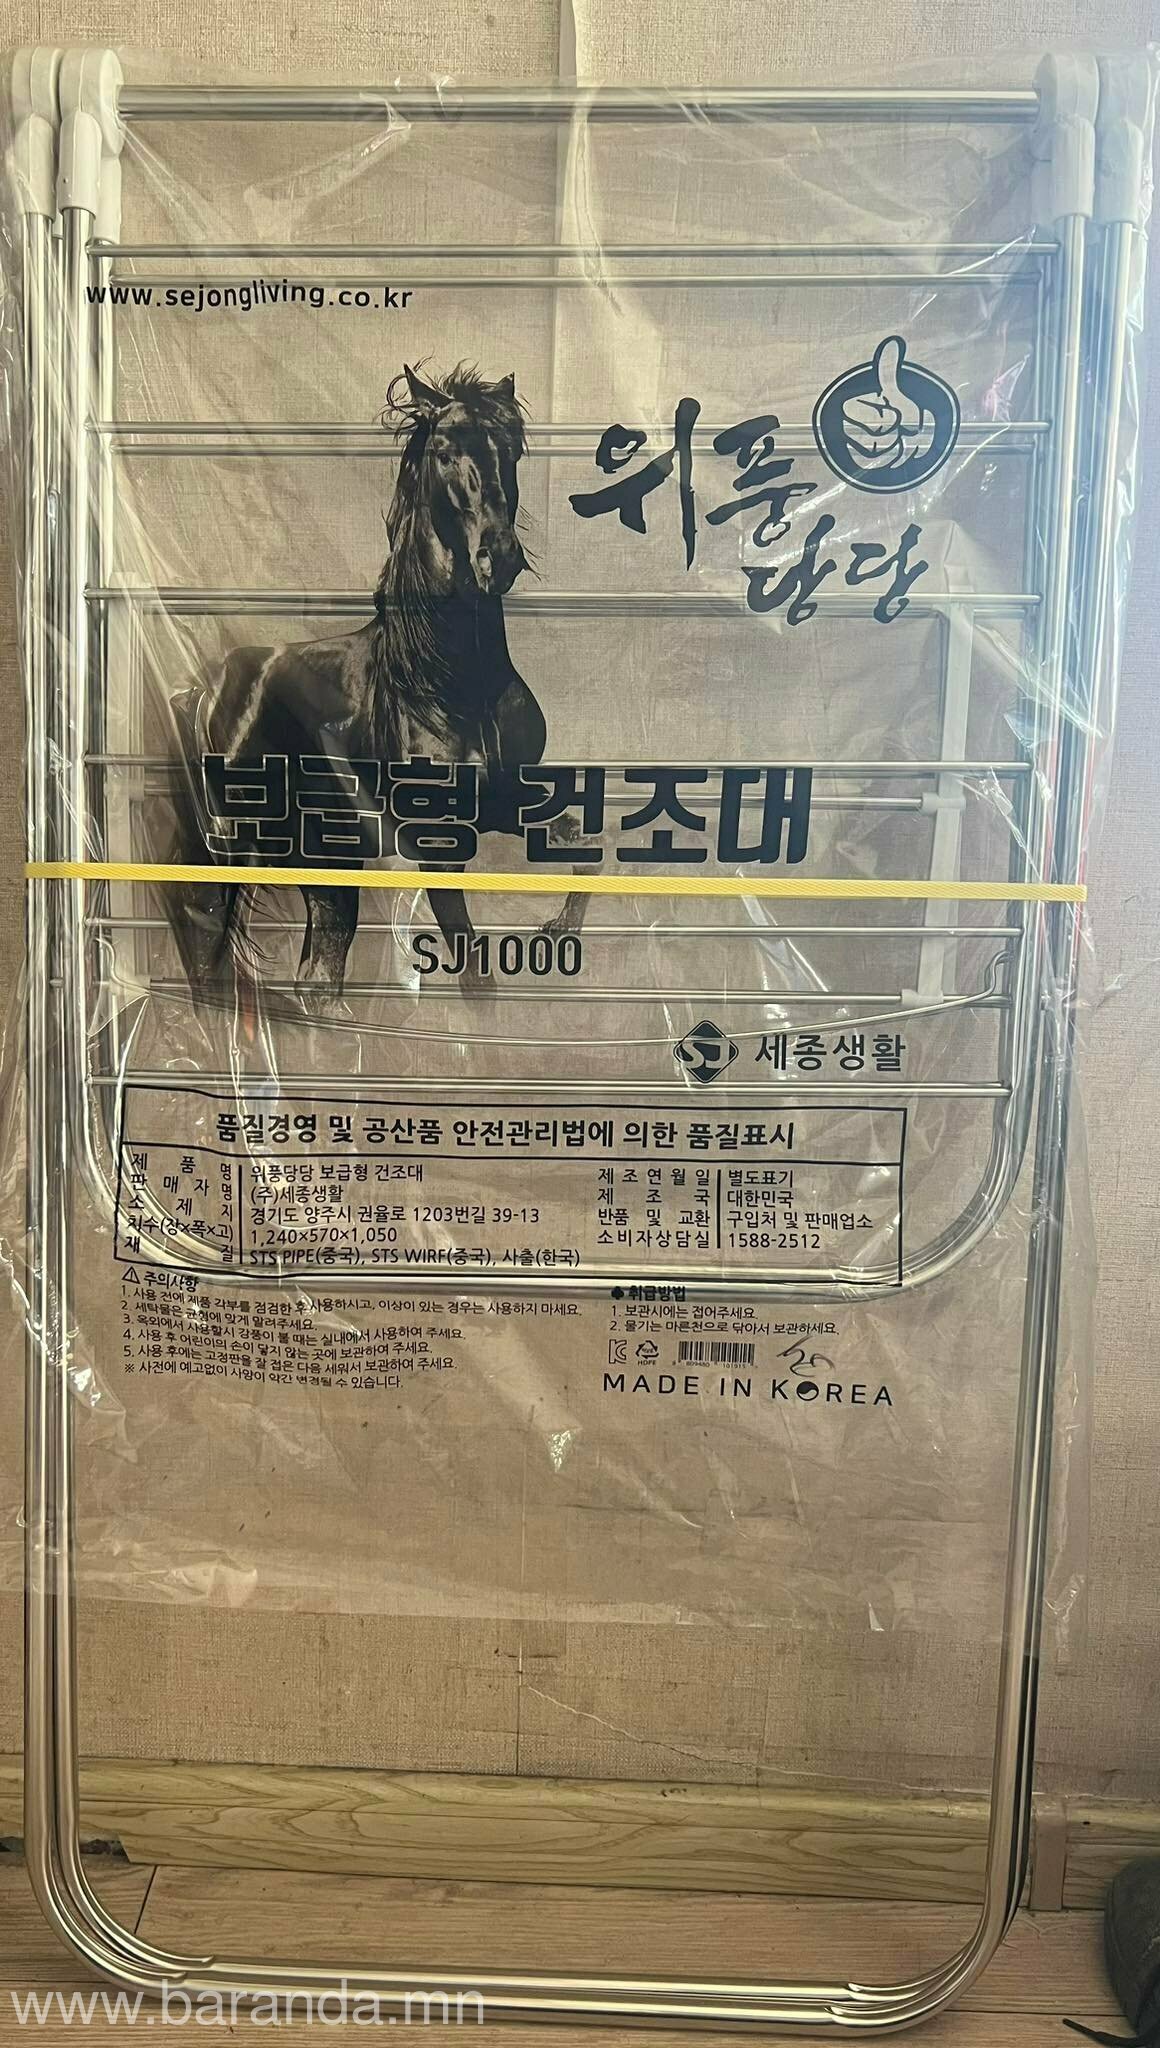 www.sejongliving.co.kr
위풍
당당
보급형 건조대
SJ1000
SJ 세종생활
품질경영 및 공산품 안전관리법에 의한 품질표시
제 품 명 위풍당당 보급형 건조대
판 매 자 명 (주)세종생활
소 제 지 경기도 양주시 권율로 1203번길 39-13
치수(장×폭×고) 1,240×570×1,050
재 질 STS PIPE(중국), STS WIRF(중국), 사출(한국)
제 조 연 월 일 별도표기
제 조 국 대한민국
반품 및 교환 구입처 및 판매업소
소비자상담실 1588-2512
주의사항
1. 사용 전에 제품 각부를 점검한 후 사용하시고, 이상이 있는 경우는 사용하지 마세요.
2. 세탁물은 균형에 맞게 말려주세요.
3. 옥외에서 사용할시 강풍이 불 때는 실내에서 사용하여 주세요.
4. 사용 후 어린이의 손이 닿지 않는 곳에 보관하여 주세요.
5. 사용 후에는 고정판을 잘 접은 다음 세워서 보관하여 주세요.
※ 사전에 예고없이 사양이 약간 변경될 수 있습니다.
♣ 취급방법
1. 보관시에는 접어주세요.
2. 물기는 마른천으로 닦아서 보관하세요.
HDPE
MADE IN KOREA
www.baranda.mn